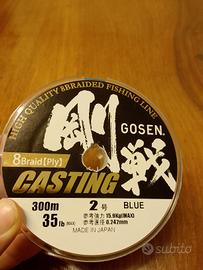 HIGH QUALITY 8BRAIDED FISHING LINE
剛戦
GOSEN.
8Braid[Ply]
CASTING
300m 2号 BLUE
35lb(MAX) 参考強力 15.9Kg(MAX)
参考直径 0.242mm
MADE IN JAPAN
subito